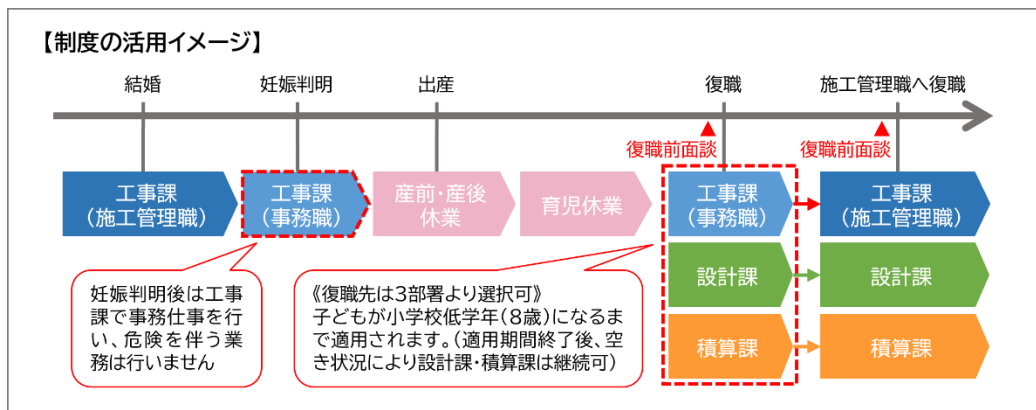 【制度の活用イメージ】
結婚
妊娠判明
出産
復職
施工管理職へ復職
復職前面談
復職前面談
工事課
（施工管理職）
工事課
（事務職）
産前・産後
休業
育児休業
工事課
（事務職）
工事課
（施工管理職）
設計課
設計課
積算課
積算課
妊娠判明後は工事
課で事務仕事を行
い、危険を伴う業
務は行いません
《復職先は3部署より選択可》
子どもが小学校低学年（8歳）になるま
で適用されます。（適用期間終了後、空
き状況により設計課・積算課は継続可）